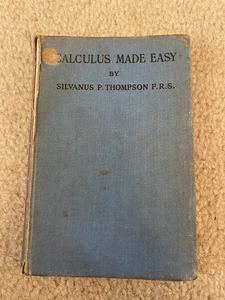 CALCULUS MADE EASY
BY
SILVANUS P. THOMPSON F.R.S.